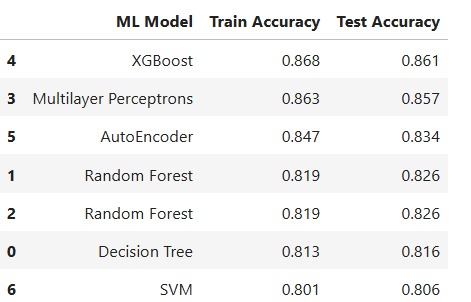 ML Model Train Accuracy Test Accuracy
4 XGBoost 0.868 0.861
3 Multilayer Perceptrons 0.863 0.857
5 AutoEncoder 0.847 0.834
1 Random Forest 0.819 0.826
2 Random Forest 0.819 0.826
0 Decision Tree 0.813 0.816
6 SVM 0.801 0.806